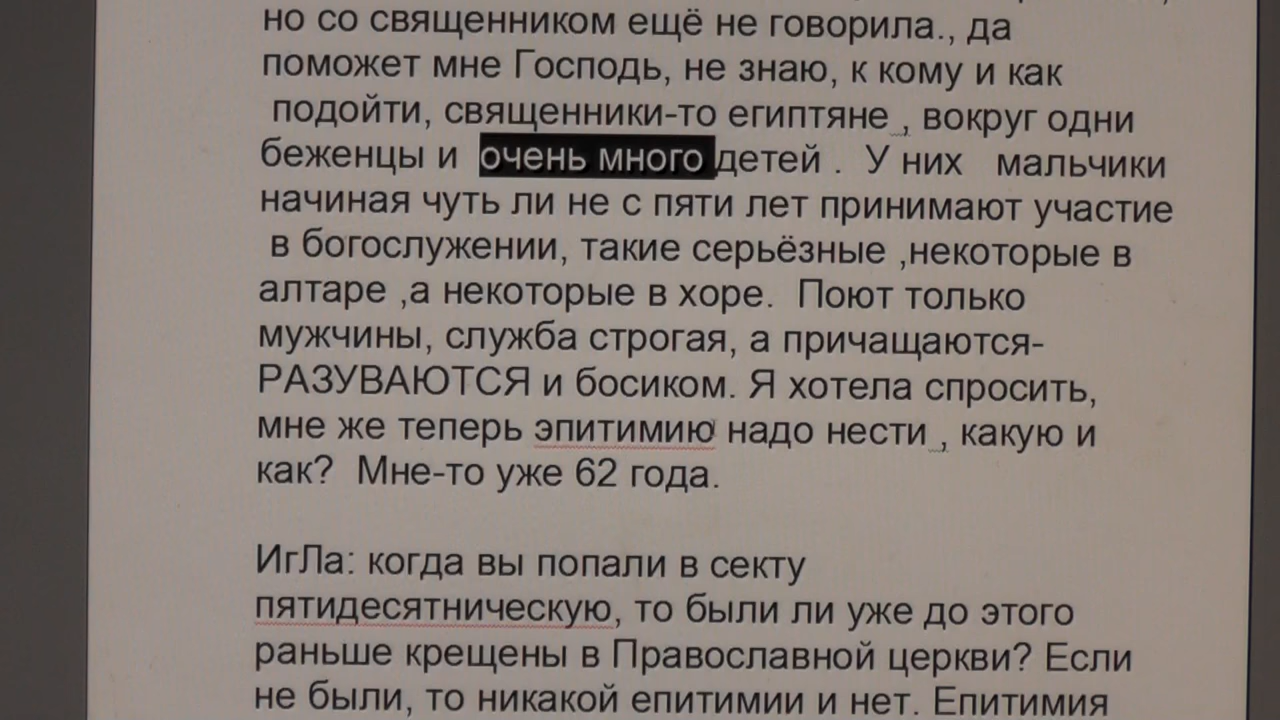 но со священником ещё не говорила., да
поможет мне Господь, не знаю, к кому и как
подойти, священники-то египтяне , вокруг одни
беженцы и очень много детей . У них мальчики
начиная чуть ли не с пяти лет принимают участие
в богослужении, такие серьёзные ,некоторые в
алтаре ,а некоторые в хоре. Поют только
мужчины, служба строгая, а причащаются-
РАЗУВАЮТСЯ и босиком. Я хотела спросить,
мне же теперь эпитимию надо нести , какую и
как? Мне-то уже 62 года.
ИгЛа: когда вы попали в секту
пятидесятническую, то были ли уже до этого
раньше крещены в Православной церкви? Если
не были, то никакой епитимии и нет. Епитимия